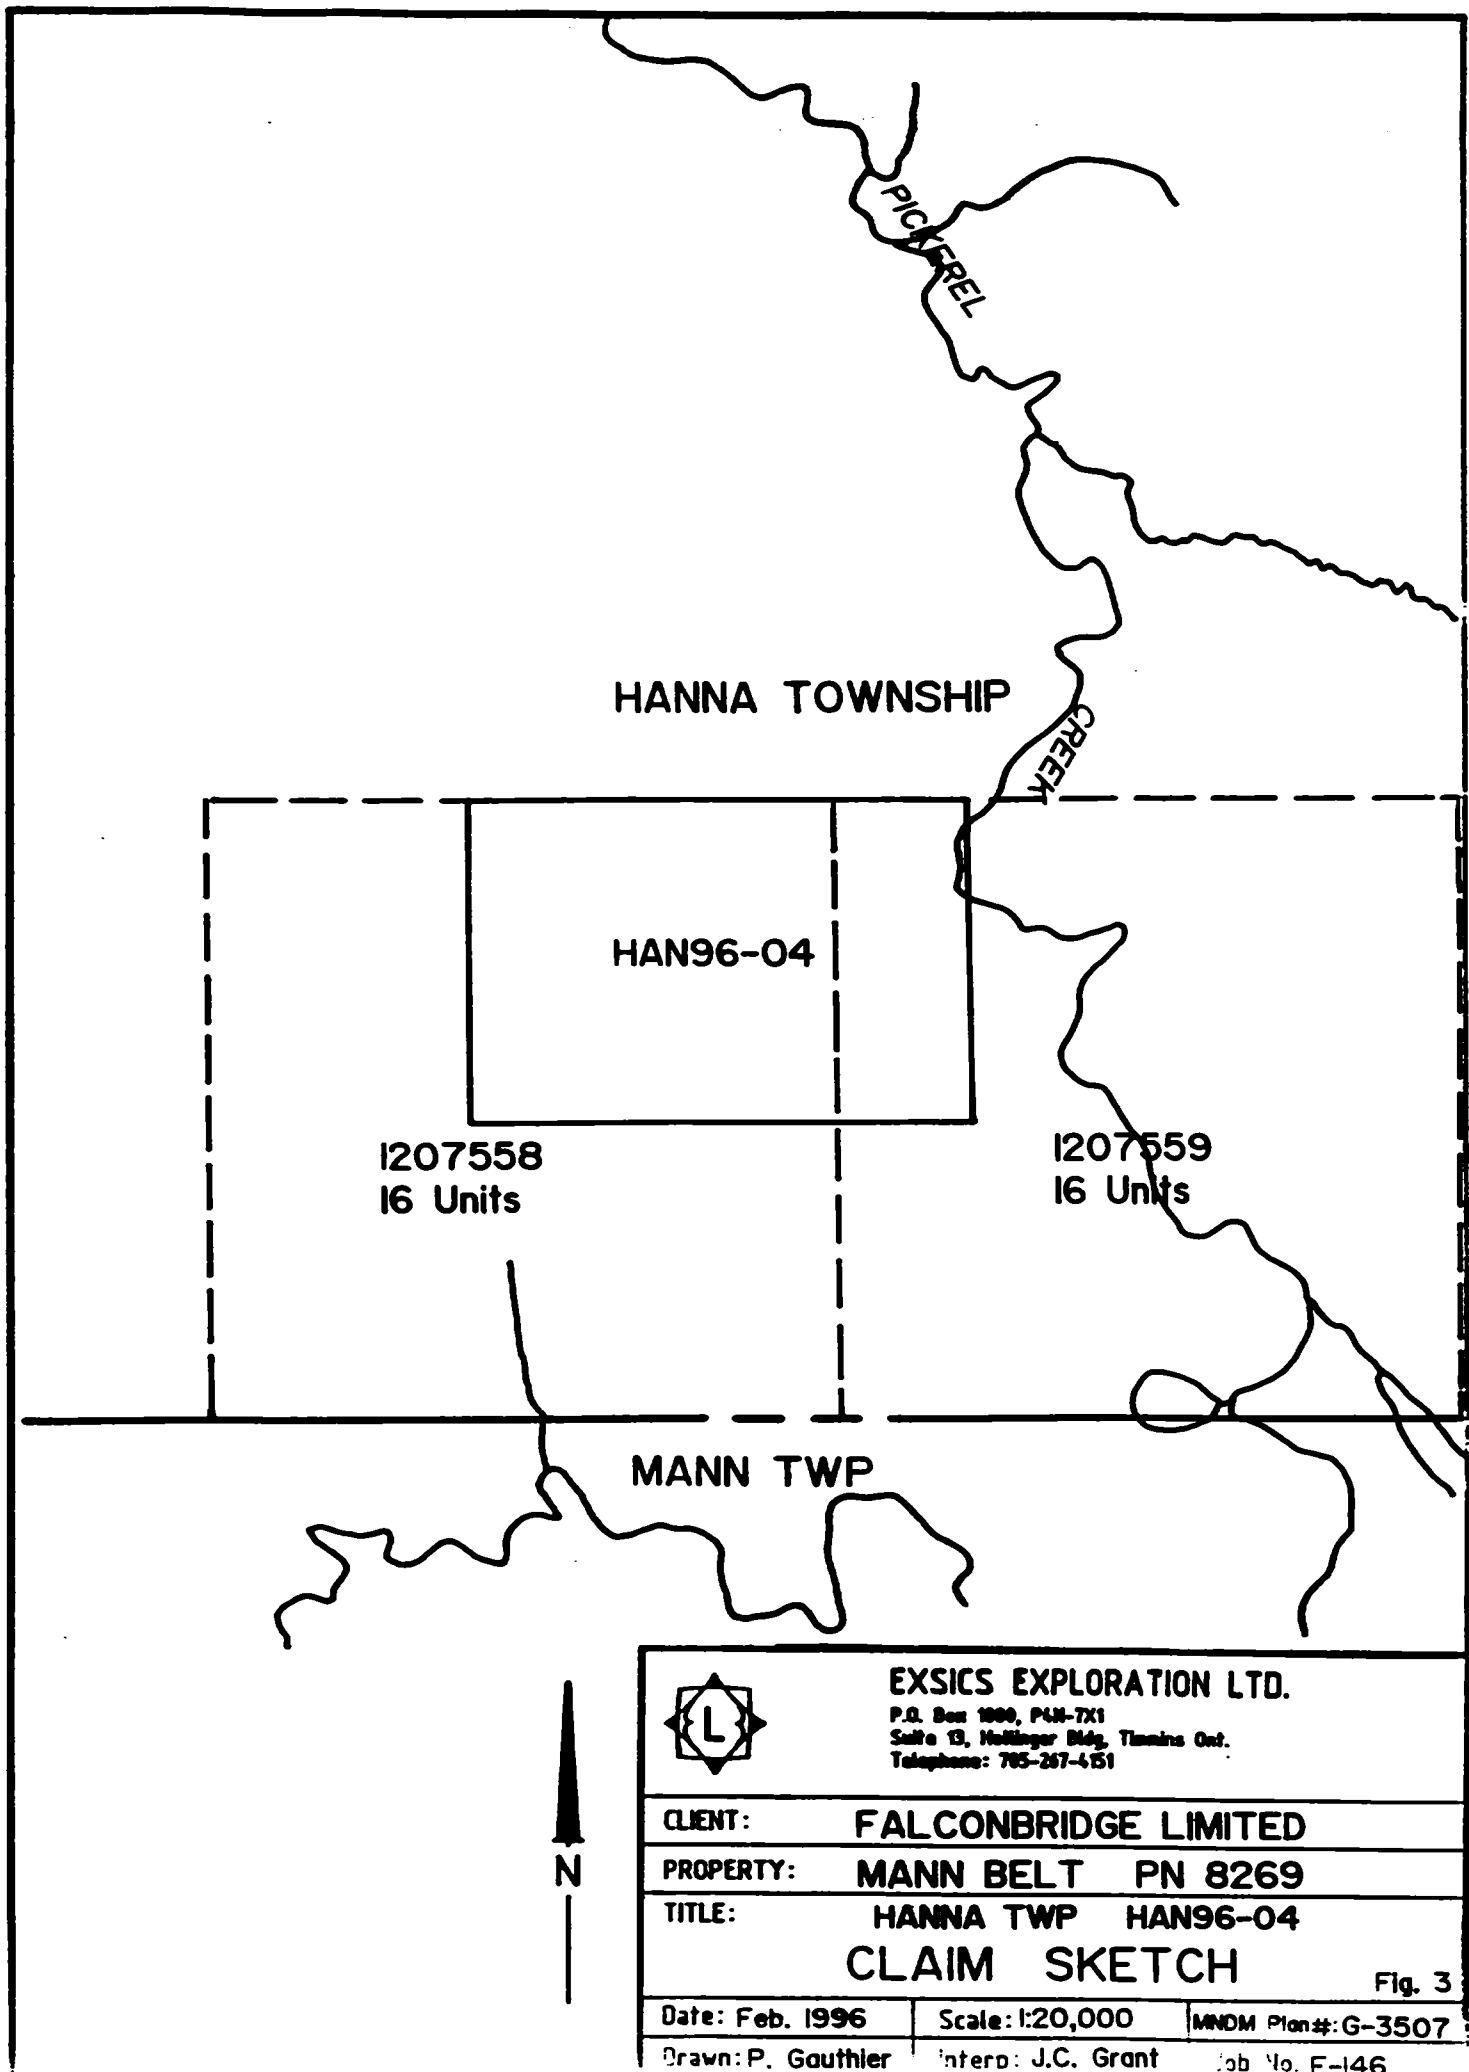 PICKEREL
HANNA TOWNSHIP
CREEK
HAN96-04
1207558
16 Units
1207559
16 Units
MANN TWP
N
L
EXSICS EXPLORATION LTD.
P.O. Box 1880, P4N-7X1
Suite 13, Hollinger Bldg, Timmins Ont.
Telephone: 705-267-4151
CLIENT: FALCONBRIDGE LIMITED
PROPERTY: MANN BELT PN 8269
TITLE: HANNA TWP HAN96-04
CLAIM SKETCH
Fig. 3
Date: Feb. 1996 Scale: 1:20,000 MNDM Plan#: G-3507
Drawn: P. Gauthier Interp: J.C. Grant Job No. E-146